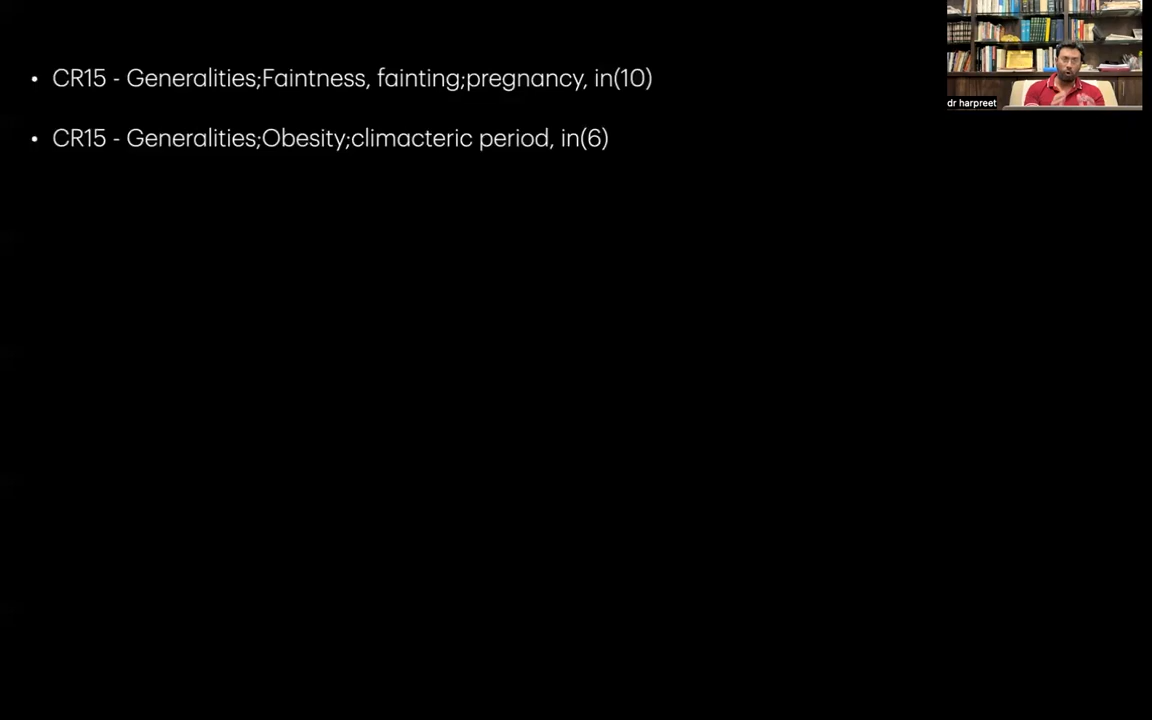 • CR15 - Generalities;Faintness, fainting;pregnancy, in(10)
• CR15 - Generalities;Obesity;climacteric period, in(6)
dr harpreet